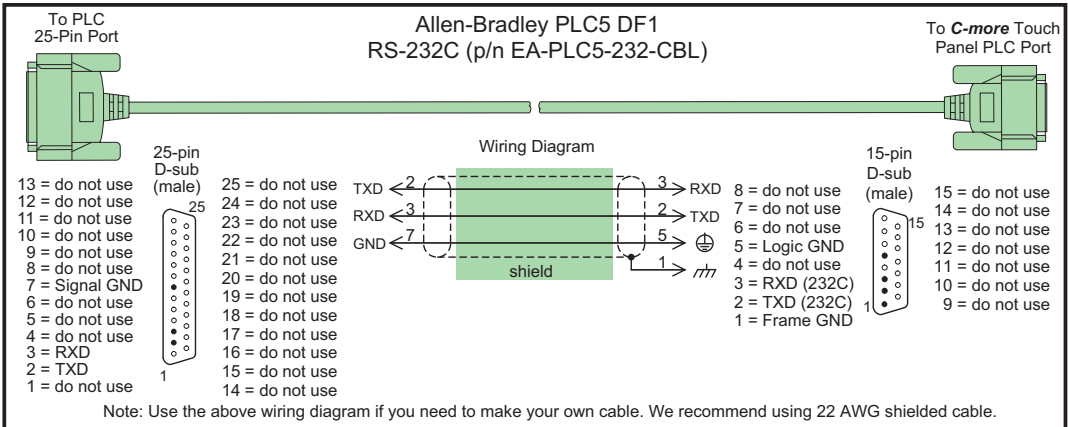 To PLC
25-Pin Port
Allen-Bradley PLC5 DF1
RS-232C (p/n EA-PLC5-232-CBL)
To C-more Touch
Panel PLC Port
25-pin
D-sub
(male)
13 = do not use
12 = do not use
11 = do not use
10 = do not use
9 = do not use
8 = do not use
7 = Signal GND
6 = do not use
5 = do not use
4 = do not use
3 = RXD
2 = TXD
1 = do not use
25
1
25 = do not use
24 = do not use
23 = do not use
22 = do not use
21 = do not use
20 = do not use
19 = do not use
18 = do not use
17 = do not use
16 = do not use
15 = do not use
14 = do not use
Wiring Diagram
TXD 2 3 RXD
RXD 3 2 TXD
GND 7 5
1
shield
8 = do not use
7 = do not use
6 = do not use
5 = Logic GND
4 = do not use
3 = RXD (232C)
2 = TXD (232C)
1 = Frame GND
15-pin
D-sub
(male)
15
1
15 = do not use
14 = do not use
13 = do not use
12 = do not use
11 = do not use
10 = do not use
9 = do not use
Note: Use the above wiring diagram if you need to make your own cable. We recommend using 22 AWG shielded cable.